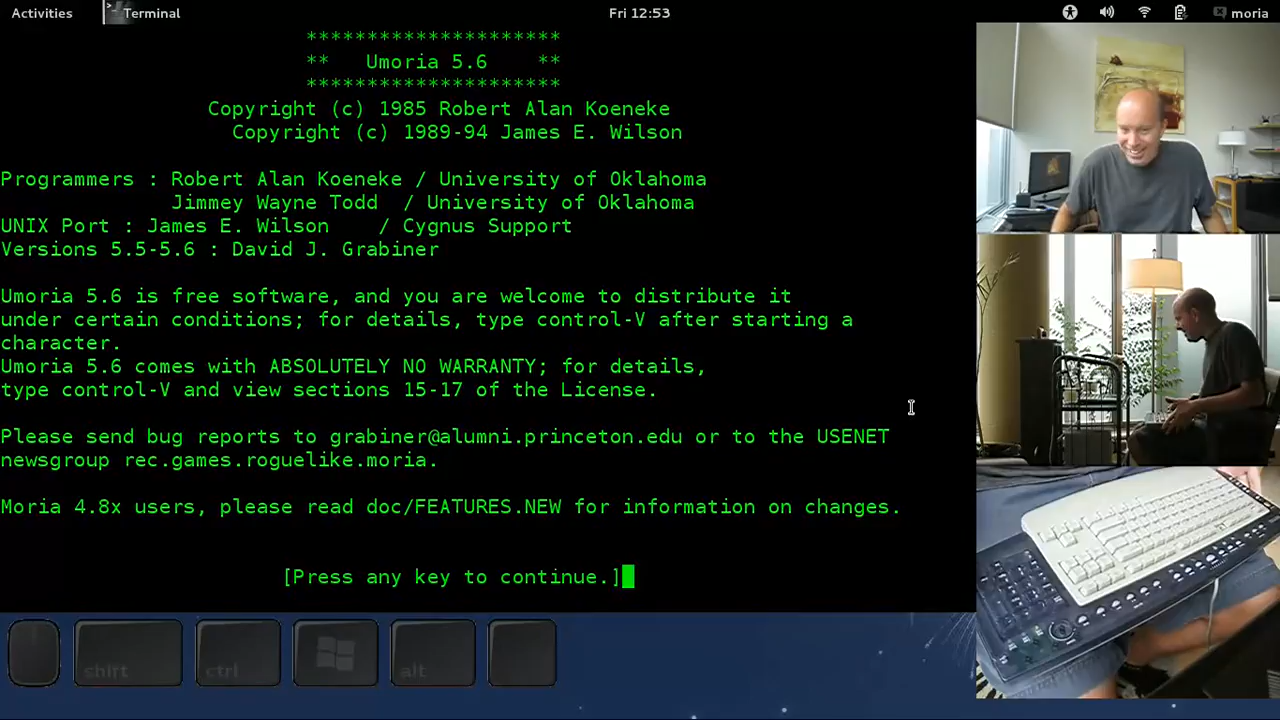 Activities Terminal Fri 12:53 moria
*********************
** Umoria 5.6 **
*********************
Copyright (c) 1985 Robert Alan Koeneke
Copyright (c) 1989-94 James E. Wilson
Programmers : Robert Alan Koeneke / University of Oklahoma
Jimmey Wayne Todd / University of Oklahoma
UNIX Port : James E. Wilson / Cygnus Support
Versions 5.5-5.6 : David J. Grabiner
Umoria 5.6 is free software, and you are welcome to distribute it
under certain conditions; for details, type control-V after starting a
character.
Umoria 5.6 comes with ABSOLUTELY NO WARRANTY; for details,
type control-V and view sections 15-17 of the License.
Please send bug reports to grabiner@alumni.princeton.edu or to the USENET
newsgroup rec.games.roguelike.moria.
Moria 4.8x users, please read doc/FEATURES.NEW for information on changes.
[Press any key to continue.]
shift ctrl alt